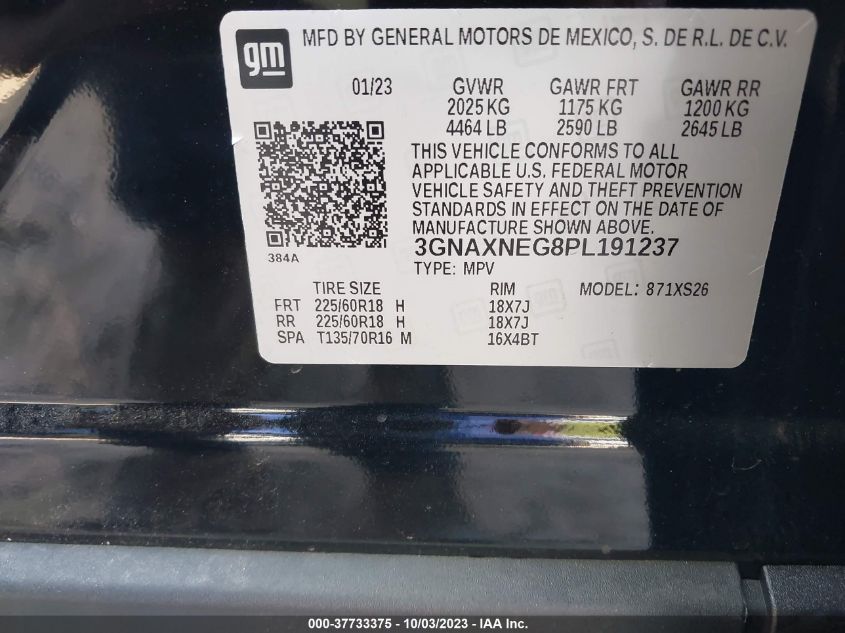 gm
MFD BY GENERAL MOTORS DE MEXICO, S. DE R.L. DE C.V.
01/23 GVWR GAWR FRT GAWR RR
2025 KG 1175 KG 1200 KG
4464 LB 2590 LB 2645 LB
THIS VEHICLE CONFORMS TO ALL
APPLICABLE U.S. FEDERAL MOTOR
VEHICLE SAFETY AND THEFT PREVENTION
STANDARDS IN EFFECT ON THE DATE OF
MANUFACTURE SHOWN ABOVE.
384A
3GNAXNEG8PL191237
TYPE: MPV
TIRE SIZE RIM MODEL: 871XS26
FRT 225/60R18 H 18X7J
RR 225/60R18 H 18X7J
SPA T135/70R16 M 16X4BT
000-37733375 - 10/03/2023 - IAA Inc.